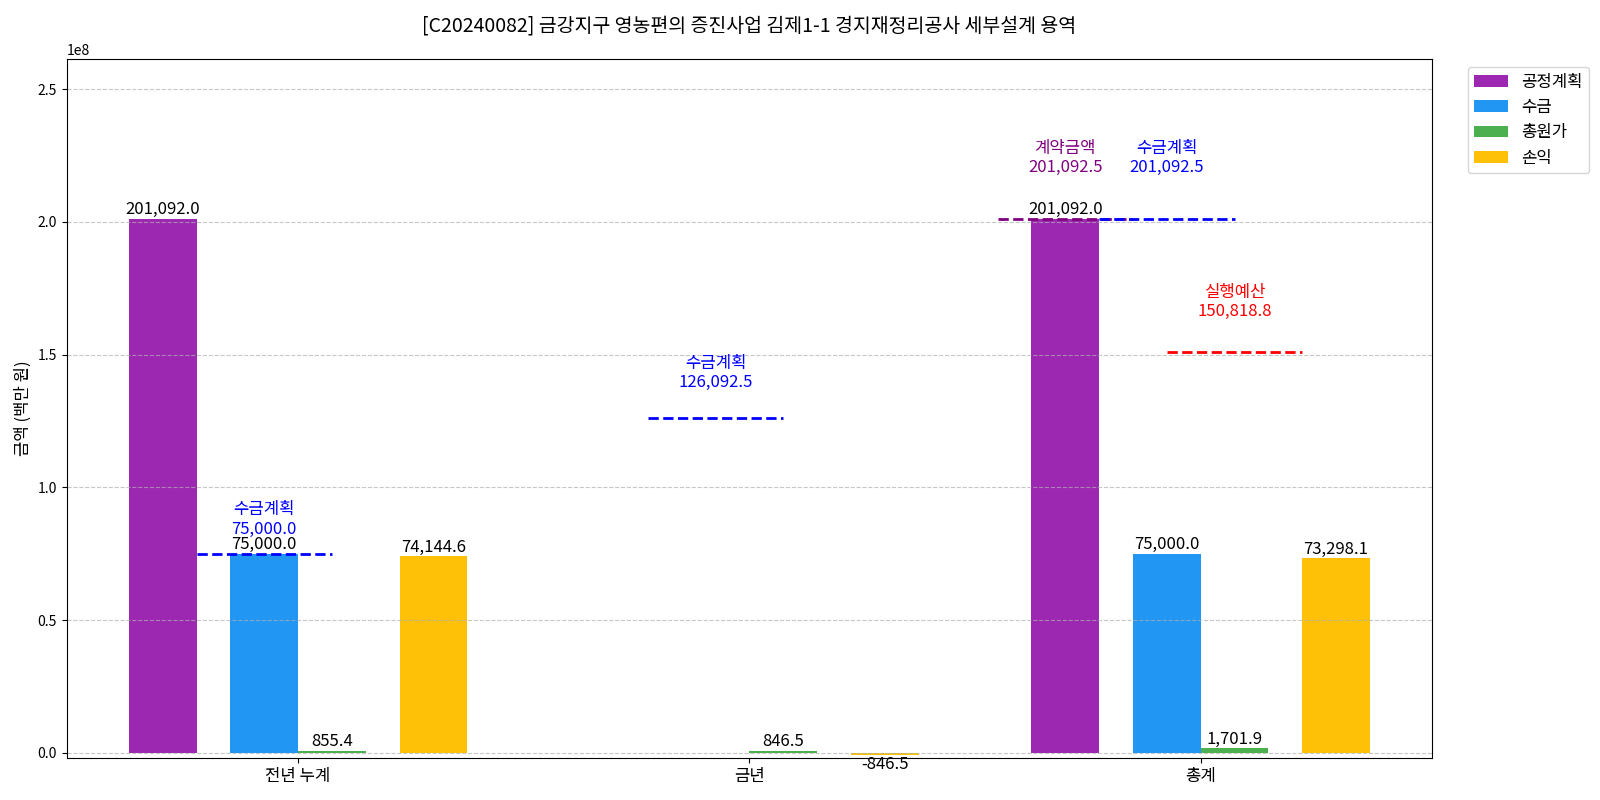 [C20240082] 금강지구 영농편의 증진사업 김제1-1 경지재정리공사 세부설계 용역
1e8
2.5
2.0
1.5
1.0
0.5
0.0
금액 (백만 원)
공정계획
수금
총원가
손익
계약금액
201,092.5
수금계획
201,092.5
201,092.0
201,092.0
실행예산
150,818.8
수금계획
126,092.5
수금계획
75,000.0
75,000.0
74,144.6
75,000.0
73,298.1
855.4
846.5
-846.5
1,701.9
전년 누계
금년
총계